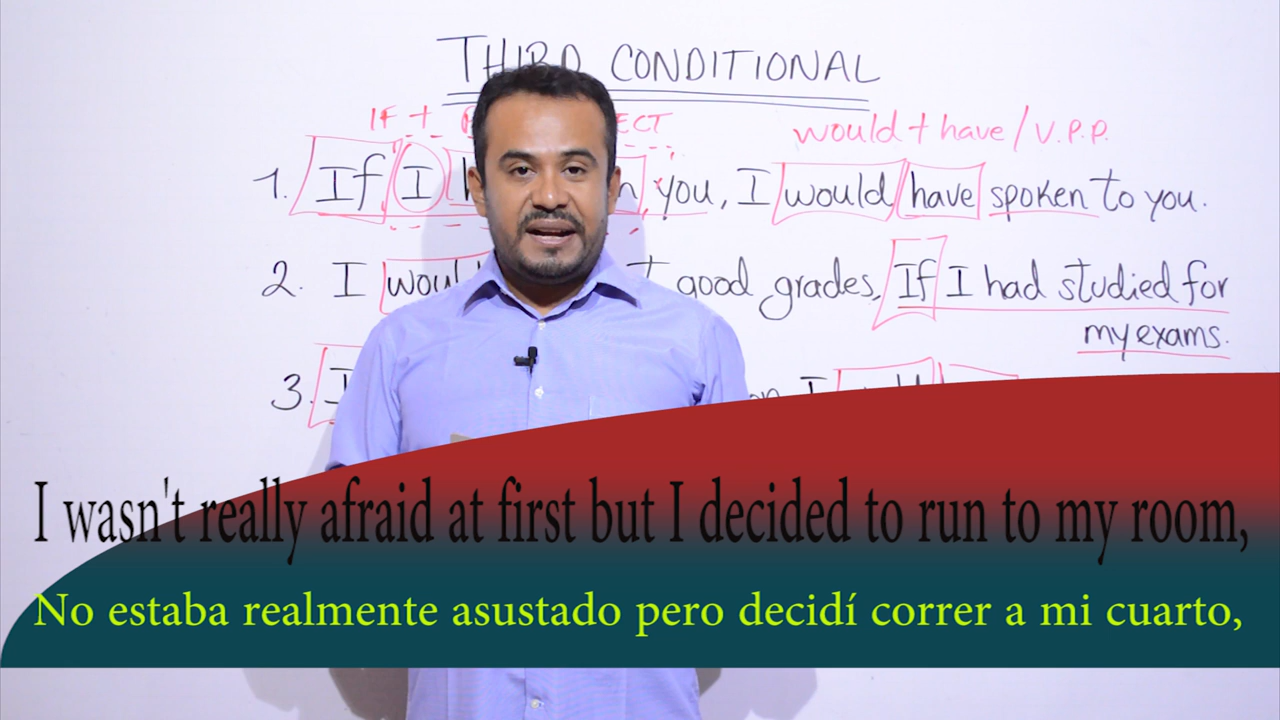 THIRD CONDITIONAL
IF + would + have / V.P.P.
1. If I you, I would have spoken to you.
2. I good grades, If I had studied for
my exams.
3.
I wasn't really afraid at first but I decided to run to my room,
No estaba realmente asustado pero decidí correr a mi cuarto,